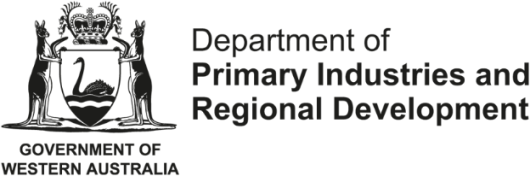 Department of
Primary Industries and
Regional Development
GOVERNMENT OF
WESTERN AUSTRALIA